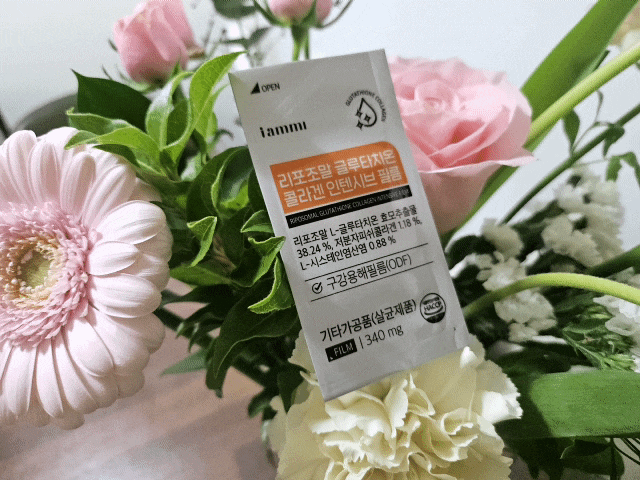 OPEN
iammi
GLUTATHIONE COLLAGEN
리포조말 글루타치온
콜라겐 인텐시브 필름
RIPOSOMAL GLUTATHIONE COLLAGEN INTENSIVE FILM
리포조말 L-글루타치온 효모추출물
38.24 %, 저분자피쉬콜라겐 1.18 %,
L-시스테인염산염 0.88 %
구강용해필름(ODF)
기타가공품(살균제품)
FILM | 340 mg
HACCP